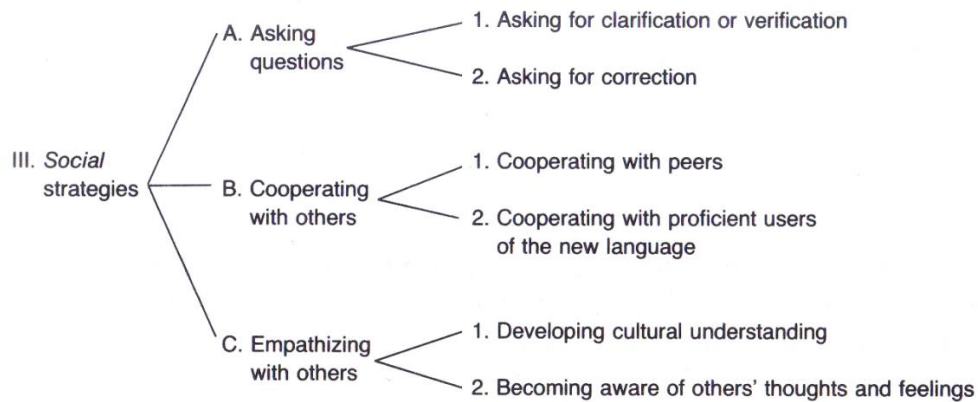 A. Asking
questions
1. Asking for clarification or verification
2. Asking for correction
III. Social
strategies
B. Cooperating
with others
1. Cooperating with peers
2. Cooperating with proficient users
of the new language
C. Empathizing
with others
1. Developing cultural understanding
2. Becoming aware of others' thoughts and feelings